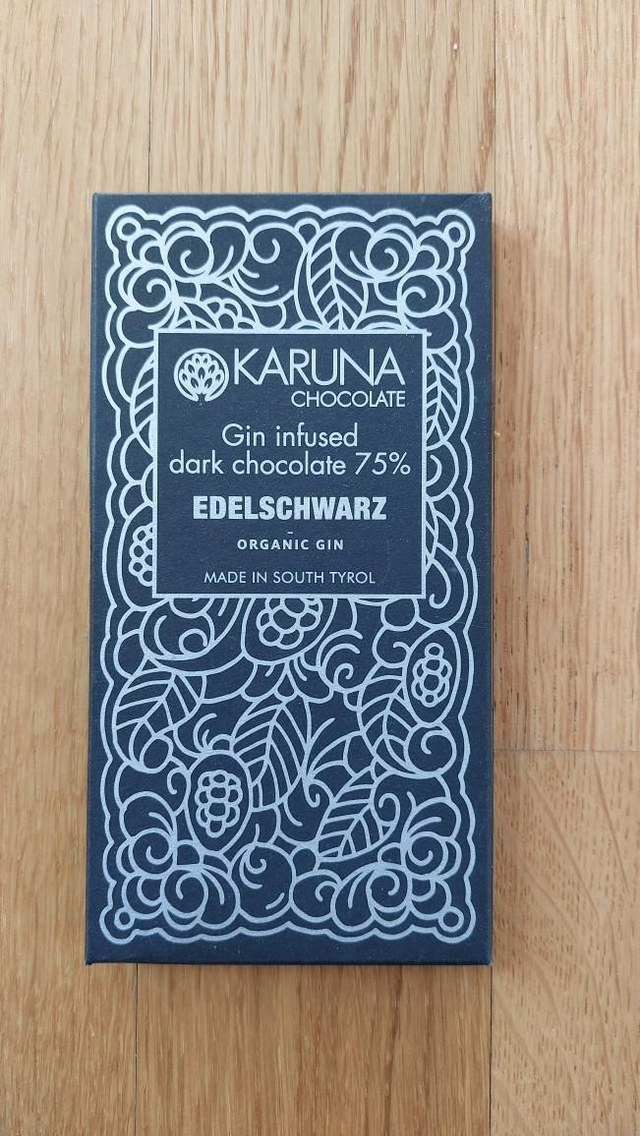 KARUNA
CHOCOLATE
Gin infused
dark chocolate 75%
EDELSCHWARZ
-
ORGANIC GIN
MADE IN SOUTH TYROL